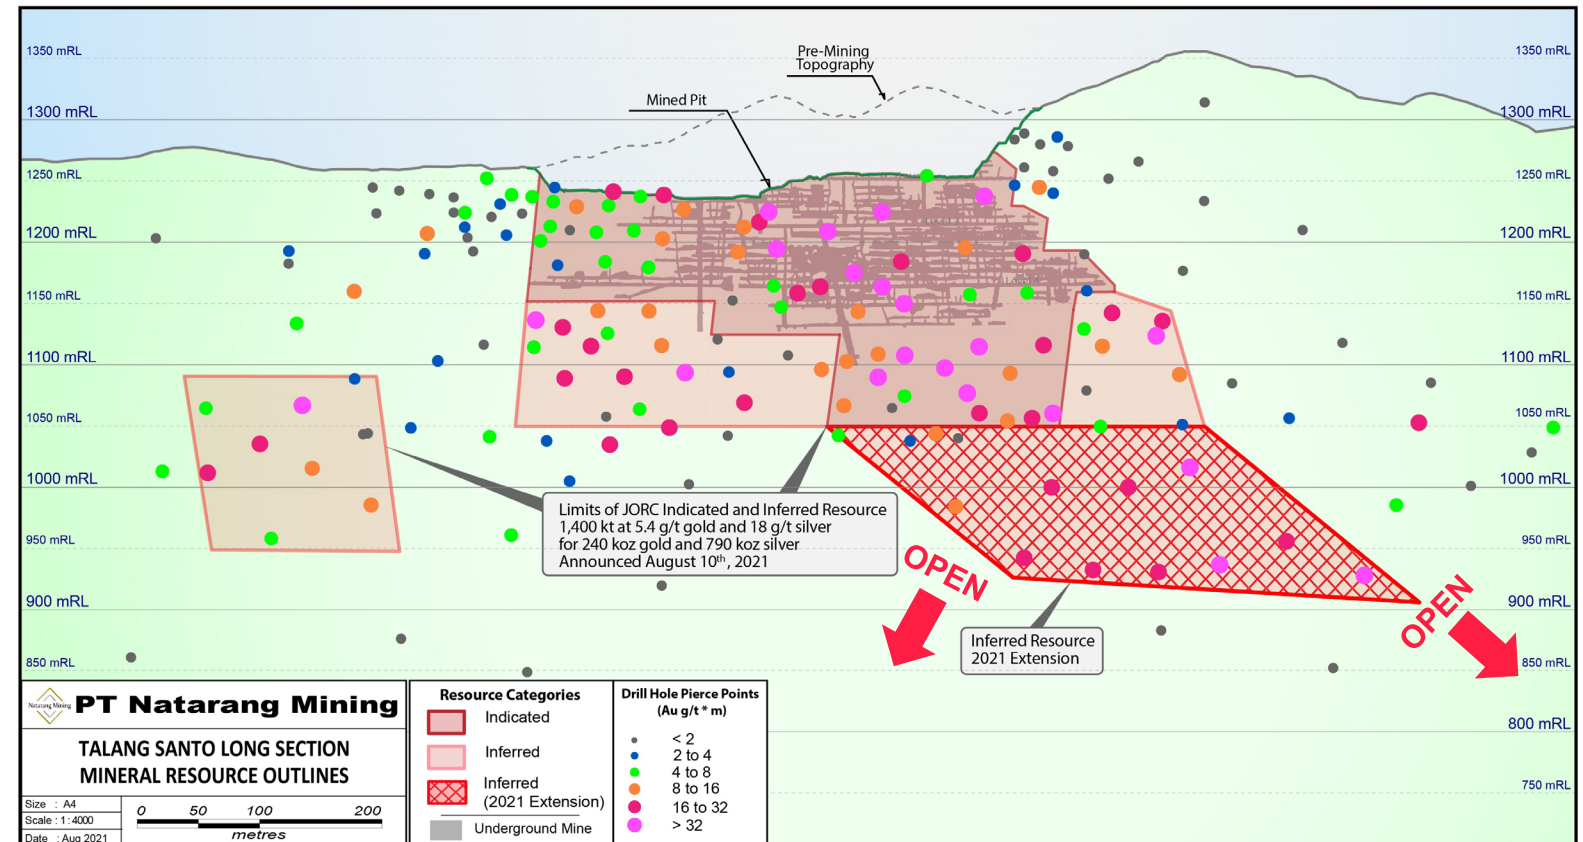 1350 mRL
1350 mRL
1300 mRL
1300 mRL
1250 mRL
1250 mRL
1200 mRL
1200 mRL
1150 mRL
1150 mRL
1100 mRL
1100 mRL
1050 mRL
1050 mRL
1000 mRL
1000 mRL
950 mRL
950 mRL
900 mRL
900 mRL
850 mRL
850 mRL
800 mRL
750 mRL
Pre-Mining
Topography
Mined Pit
Limits of JORC Indicated and Inferred Resource
1,400 kt at 5.4 g/t gold and 18 g/t silver
for 240 koz gold and 790 koz silver
Announced August 10th, 2021
OPEN
OPEN
Inferred Resource
2021 Extension
Natarang Mining
PT Natarang Mining
TALANG SANTO LONG SECTION
MINERAL RESOURCE OUTLINES
Size : A4
Scale : 1 : 4000
Date : Aug 2021
0 50 100 200
metres
Resource Categories
Indicated
Inferred
Inferred
(2021 Extension)
Underground Mine
Drill Hole Pierce Points
(Au g/t * m)
< 2
2 to 4
4 to 8
8 to 16
16 to 32
> 32